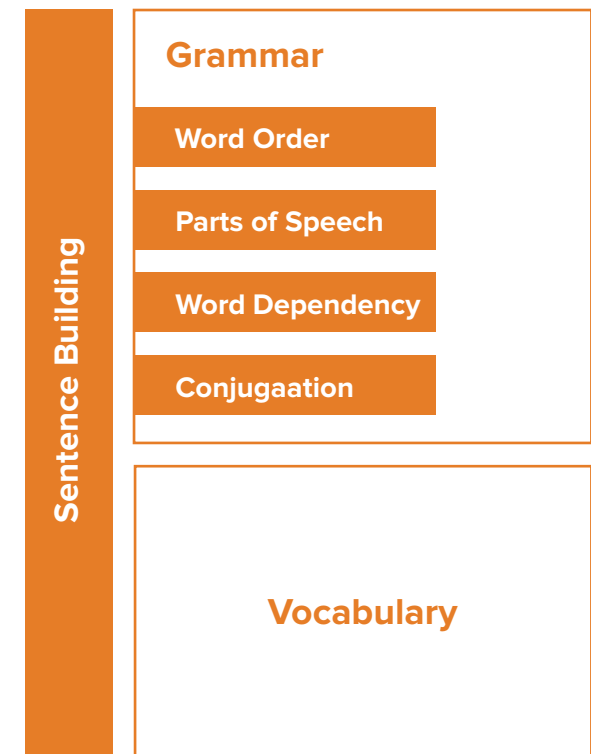 Sentence Building
Grammar
Word Order
Parts of Speech
Word Dependency
Conjugaation
Vocabulary